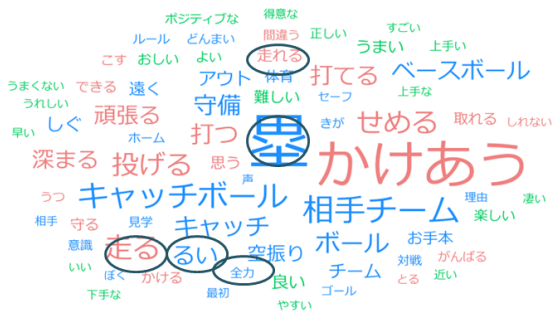 ポジティブな 得意な すごい
ルール どんまい 間違う 正しい
こす おしい よい 走れる うまい 上手い
アウト 体育 打てる ベースボール
うまくない できる 遠く 難しい セーフ 上手な
うれしい 頑張る 守備
早い しぐ ホーム 打つ 塁 きが せめる 取れる しれない
深まる 投げる 思う かけあう
うつ キャッチボール 声 相手チーム 理由 凄い
相手 守る 見学 キャッチ 楽しい
意識 走る るい 空振り ボール お手本
いい ぼく かける 全力 チーム 対戦 がんばる
下手な 最初 良い ゴール とる 近い
やすい